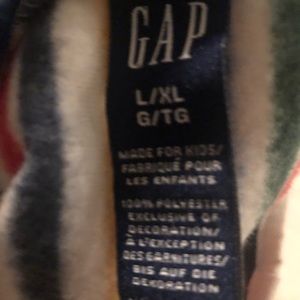 GAP
L/XL
G/TG
MADE FOR KIDS/
FABRIQUÉ POUR
LES ENFANTS
100% POLYESTER
EXCLUSIVE OF
DECORATION/
À L'EXCEPTION
DES GARNITURES/
BIS AUF DIE
DEKORATION